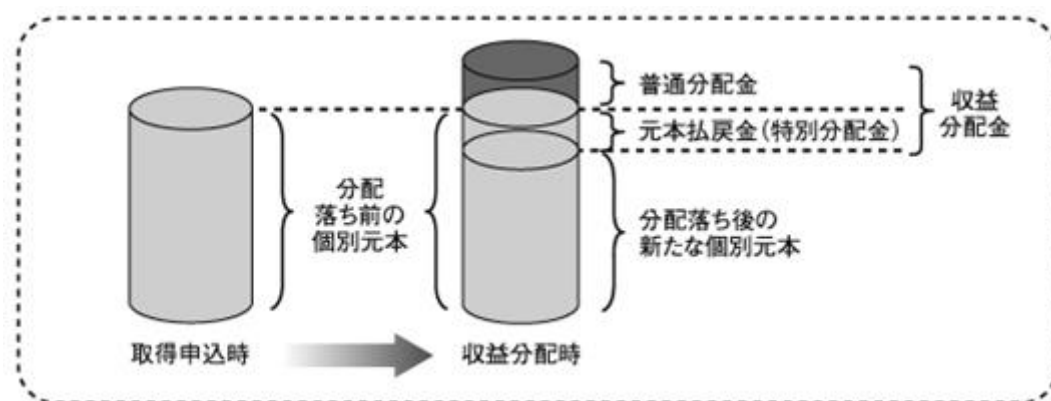 普通分配金
元本払戻金(特別分配金)
収益
分配金
分配
落ち前の
個別元本
分配落ち後の
新たな個別元本
取得申込時
収益分配時